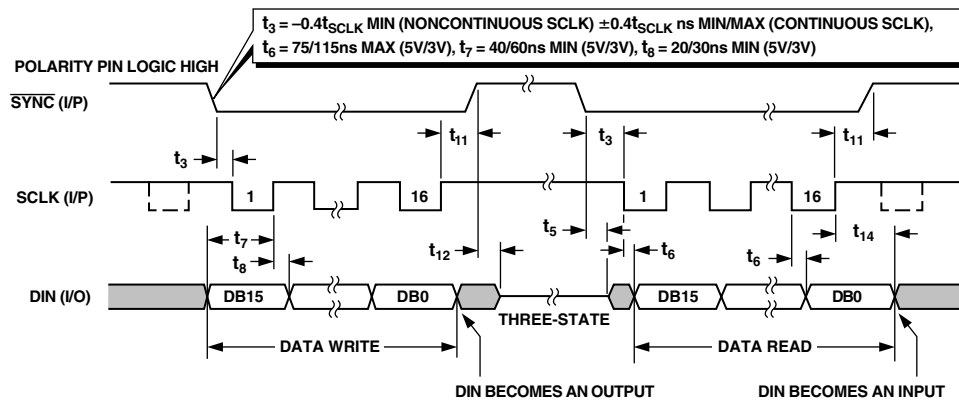 t3 = –0.4tSCLK MIN (NONCONTINUOUS SCLK) ±0.4tSCLK ns MIN/MAX (CONTINUOUS SCLK),
t6 = 75/115ns MAX (5V/3V), t7 = 40/60ns MIN (5V/3V), t8 = 20/30ns MIN (5V/3V)
POLARITY PIN LOGIC HIGH
SYNC (I/P)
t3
t11
t3
t11
SCLK (I/P)
1
16
1
16
t7
t8
t12
t5
t6
t6
t14
DIN (I/O)
DB15
DB0
THREE-STATE
DB15
DB0
DATA WRITE
DATA READ
DIN BECOMES AN OUTPUT
DIN BECOMES AN INPUT